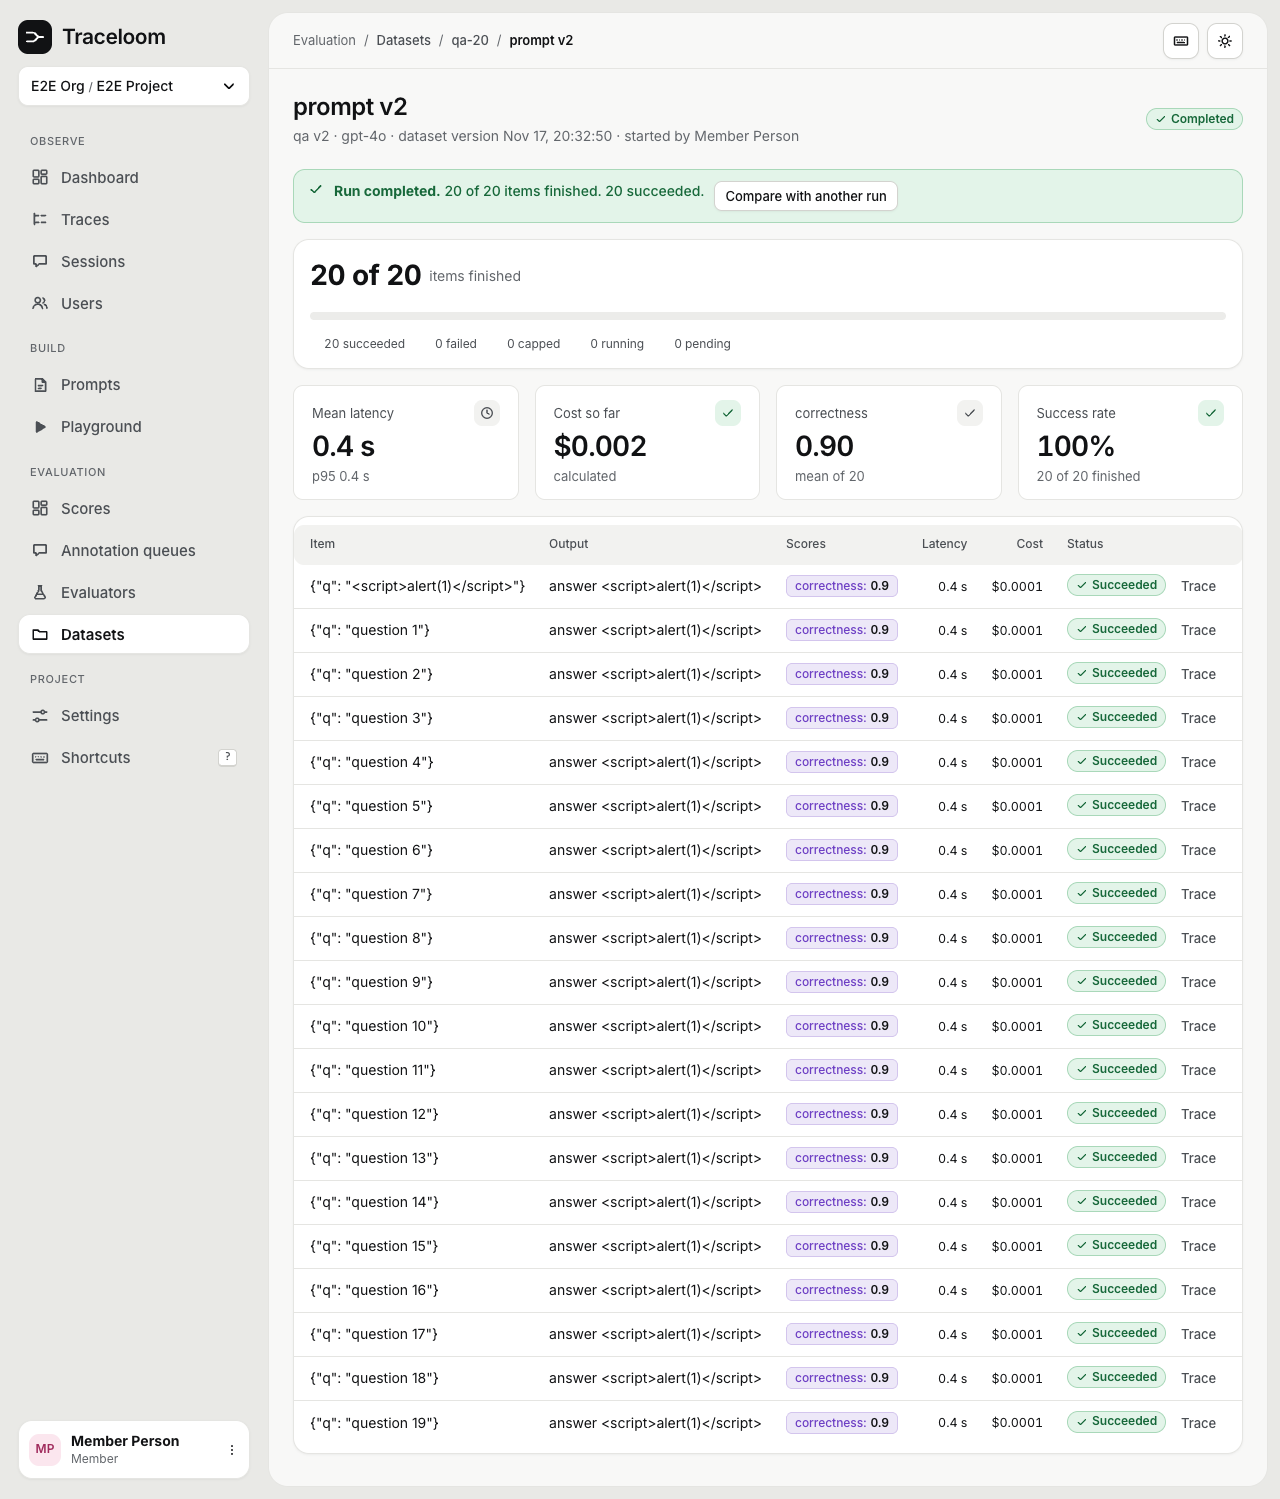 Traceloom
E2E Org / E2E Project
OBSERVE
Dashboard
Traces
Sessions
Users
BUILD
Prompts
Playground
EVALUATION
Scores
Annotation queues
Evaluators
Datasets
PROJECT
Settings
Shortcuts ?
MP
Member Person
Member
Evaluation / Datasets / qa-20 / prompt v2
prompt v2
qa v2 · gpt-4o · dataset version Nov 17, 20:32:50 · started by Member Person
Completed
Run completed. 20 of 20 items finished. 20 succeeded. Compare with another run
20 of 20 items finished
20 succeeded 0 failed 0 capped 0 running 0 pending
Mean latency
0.4 s
p95 0.4 s
Cost so far
$0.002
calculated
correctness
0.90
mean of 20
Success rate
100%
20 of 20 finished
Item Output Scores Latency Cost Status
{"q": "<script>alert(1)</script>"} answer <script>alert(1)</script> correctness: 0.9 0.4 s $0.0001 Succeeded Trace
{"q": "question 1"} answer <script>alert(1)</script> correctness: 0.9 0.4 s $0.0001 Succeeded Trace
{"q": "question 2"} answer <script>alert(1)</script> correctness: 0.9 0.4 s $0.0001 Succeeded Trace
{"q": "question 3"} answer <script>alert(1)</script> correctness: 0.9 0.4 s $0.0001 Succeeded Trace
{"q": "question 4"} answer <script>alert(1)</script> correctness: 0.9 0.4 s $0.0001 Succeeded Trace
{"q": "question 5"} answer <script>alert(1)</script> correctness: 0.9 0.4 s $0.0001 Succeeded Trace
{"q": "question 6"} answer <script>alert(1)</script> correctness: 0.9 0.4 s $0.0001 Succeeded Trace
{"q": "question 7"} answer <script>alert(1)</script> correctness: 0.9 0.4 s $0.0001 Succeeded Trace
{"q": "question 8"} answer <script>alert(1)</script> correctness: 0.9 0.4 s $0.0001 Succeeded Trace
{"q": "question 9"} answer <script>alert(1)</script> correctness: 0.9 0.4 s $0.0001 Succeeded Trace
{"q": "question 10"} answer <script>alert(1)</script> correctness: 0.9 0.4 s $0.0001 Succeeded Trace
{"q": "question 11"} answer <script>alert(1)</script> correctness: 0.9 0.4 s $0.0001 Succeeded Trace
{"q": "question 12"} answer <script>alert(1)</script> correctness: 0.9 0.4 s $0.0001 Succeeded Trace
{"q": "question 13"} answer <script>alert(1)</script> correctness: 0.9 0.4 s $0.0001 Succeeded Trace
{"q": "question 14"} answer <script>alert(1)</script> correctness: 0.9 0.4 s $0.0001 Succeeded Trace
{"q": "question 15"} answer <script>alert(1)</script> correctness: 0.9 0.4 s $0.0001 Succeeded Trace
{"q": "question 16"} answer <script>alert(1)</script> correctness: 0.9 0.4 s $0.0001 Succeeded Trace
{"q": "question 17"} answer <script>alert(1)</script> correctness: 0.9 0.4 s $0.0001 Succeeded Trace
{"q": "question 18"} answer <script>alert(1)</script> correctness: 0.9 0.4 s $0.0001 Succeeded Trace
{"q": "question 19"} answer <script>alert(1)</script> correctness: 0.9 0.4 s $0.0001 Succeeded Trace